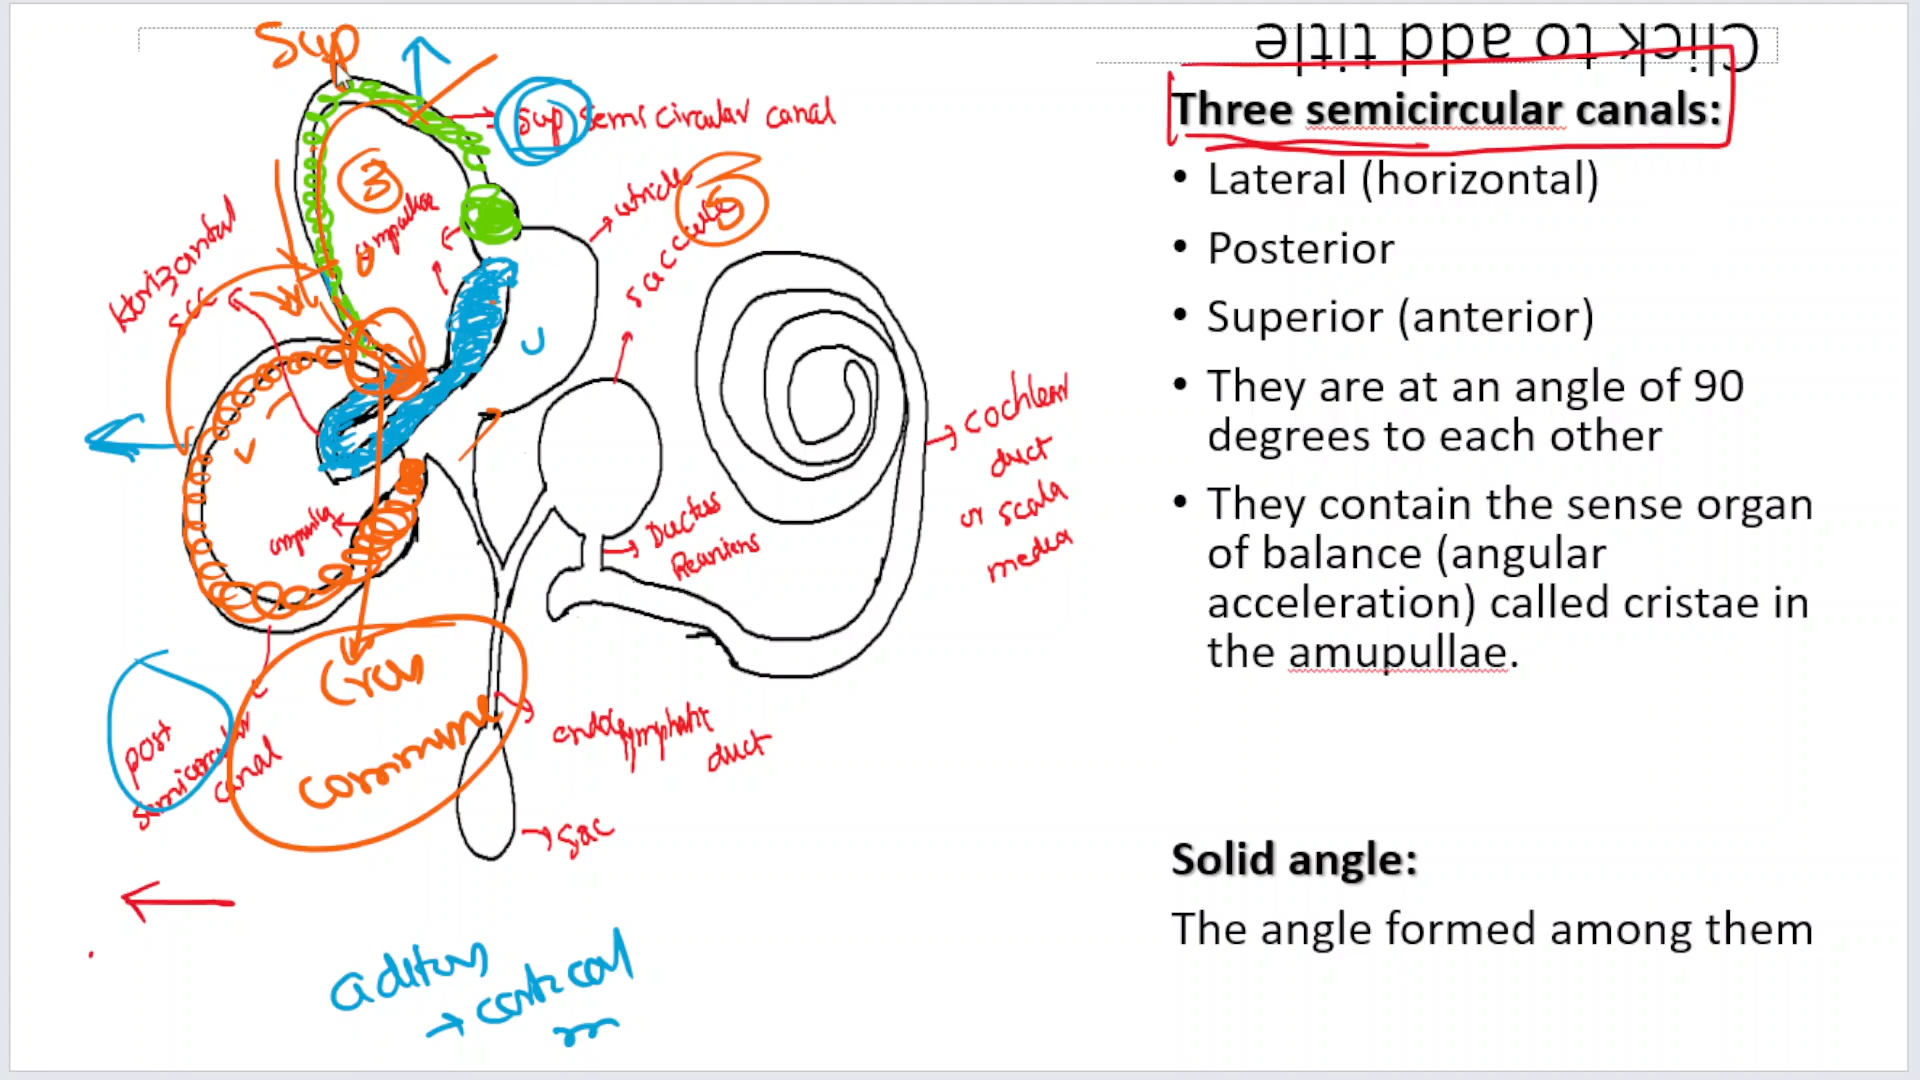 Click to add title
Sup
sup semi circular canal
Three semicircular canals:
• Lateral (horizontal)
3
utricle
5
saccule
ampullae
Horizontal
scc
• Posterior
• Superior (anterior)
• They are at an angle of 90
degrees to each other
cochlear
duct
or scala
media
• They contain the sense organ
of balance (angular
acceleration) called cristae in
the amupullae.
Ductus
Reuniens
Crus
commune
post
semicircular
canal
endolymphatic
duct
sac
Solid angle:
The angle formed among them
aditus